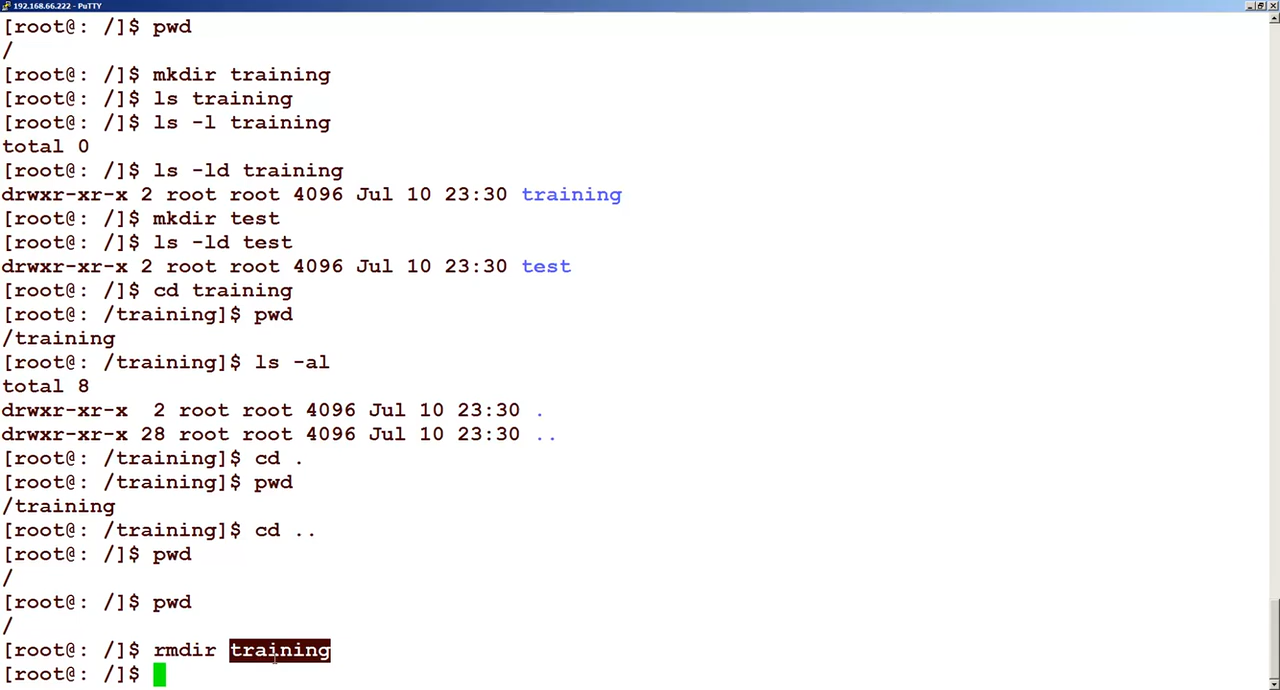 192.168.66.222 - PuTTY
[root@: /]$ pwd
/
[root@: /]$ mkdir training
[root@: /]$ ls training
[root@: /]$ ls -l training
total 0
[root@: /]$ ls -ld training
drwxr-xr-x 2 root root 4096 Jul 10 23:30 training
[root@: /]$ mkdir test
[root@: /]$ ls -ld test
drwxr-xr-x 2 root root 4096 Jul 10 23:30 test
[root@: /]$ cd training
[root@: /training]$ pwd
/training
[root@: /training]$ ls -al
total 8
drwxr-xr-x  2 root root 4096 Jul 10 23:30 .
drwxr-xr-x 28 root root 4096 Jul 10 23:30 ..
[root@: /training]$ cd .
[root@: /training]$ pwd
/training
[root@: /training]$ cd ..
[root@: /]$ pwd
/
[root@: /]$ pwd
/
[root@: /]$ rmdir training
[root@: /]$